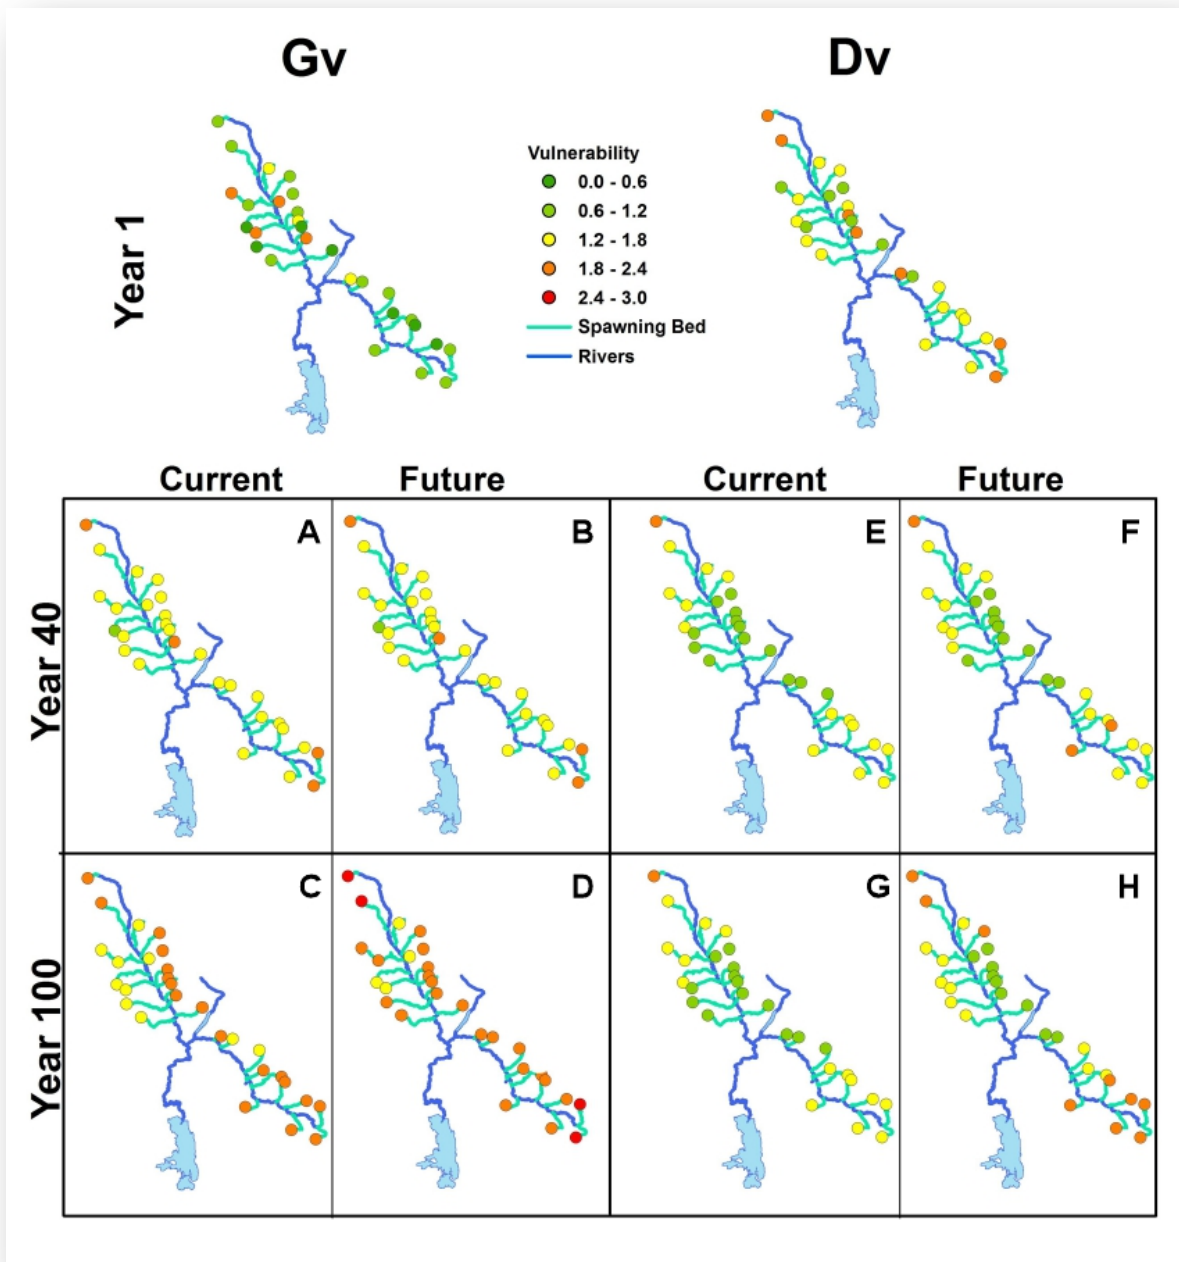 Gv
Dv
Year 1
Vulnerability
0.0 - 0.6
0.6 - 1.2
1.2 - 1.8
1.8 - 2.4
2.4 - 3.0
Spawning Bed
Rivers
Current
Future
Current
Future
Year 40
A
B
E
F
Year 100
C
D
G
H